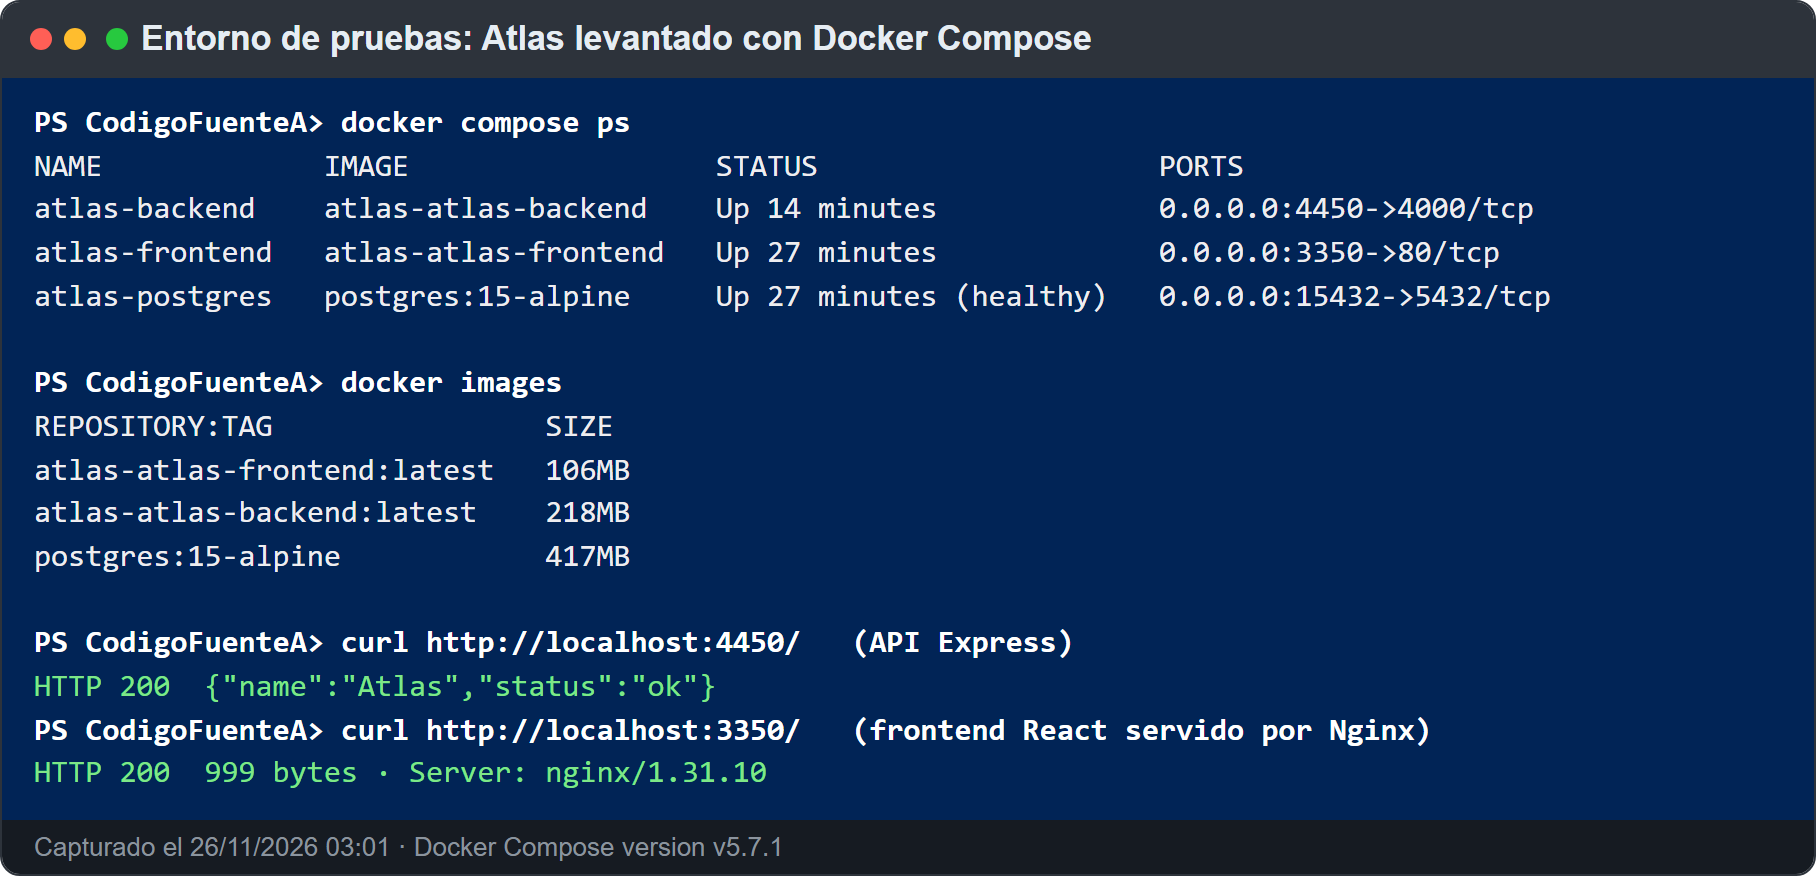 Entorno de pruebas: Atlas levantado con Docker Compose
PS CodigoFuenteA> docker compose ps
NAME IMAGE STATUS PORTS
atlas-backend atlas-atlas-backend Up 14 minutes 0.0.0.0:4450->4000/tcp
atlas-frontend atlas-atlas-frontend Up 27 minutes 0.0.0.0:3350->80/tcp
atlas-postgres postgres:15-alpine Up 27 minutes (healthy) 0.0.0.0:15432->5432/tcp
PS CodigoFuenteA> docker images
REPOSITORY:TAG SIZE
atlas-atlas-frontend:latest 106MB
atlas-atlas-backend:latest 218MB
postgres:15-alpine 417MB
PS CodigoFuenteA> curl http://localhost:4450/ (API Express)
HTTP 200 {"name":"Atlas","status":"ok"}
PS CodigoFuenteA> curl http://localhost:3350/ (frontend React servido por Nginx)
HTTP 200 999 bytes · Server: nginx/1.31.10
Capturado el 26/11/2026 03:01 · Docker Compose version v5.7.1